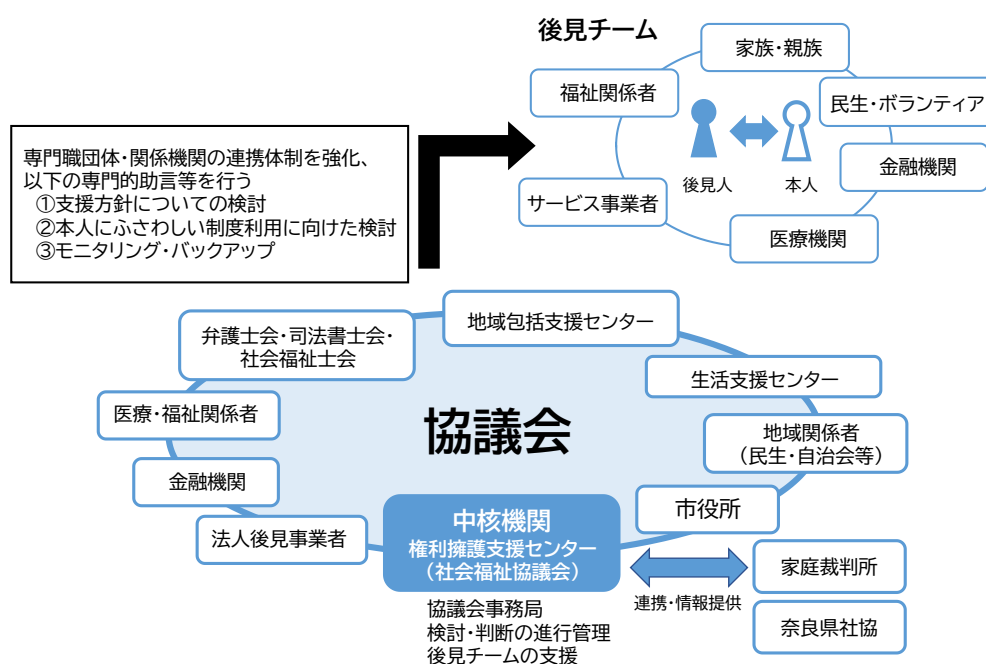 後見チーム
家族・親族
福祉関係者
民生・ボランティア
金融機関
後見人
本人
サービス事業者
医療機関
専門職団体・関係機関の連携体制を強化、
以下の専門的助言等を行う
①支援方針についての検討
②本人にふさわしい制度利用に向けた検討
③モニタリング・バックアップ
地域包括支援センター
弁護士会・司法書士会・
社会福祉士会
生活支援センター
医療・福祉関係者
協議会
地域関係者
（民生・自治会等）
金融機関
市役所
法人後見事業者
中核機関
権利擁護支援センター
（社会福祉協議会）
連携・情報提供
家庭裁判所
奈良県社協
協議会事務局
検討・判断の進行管理
後見チームの支援